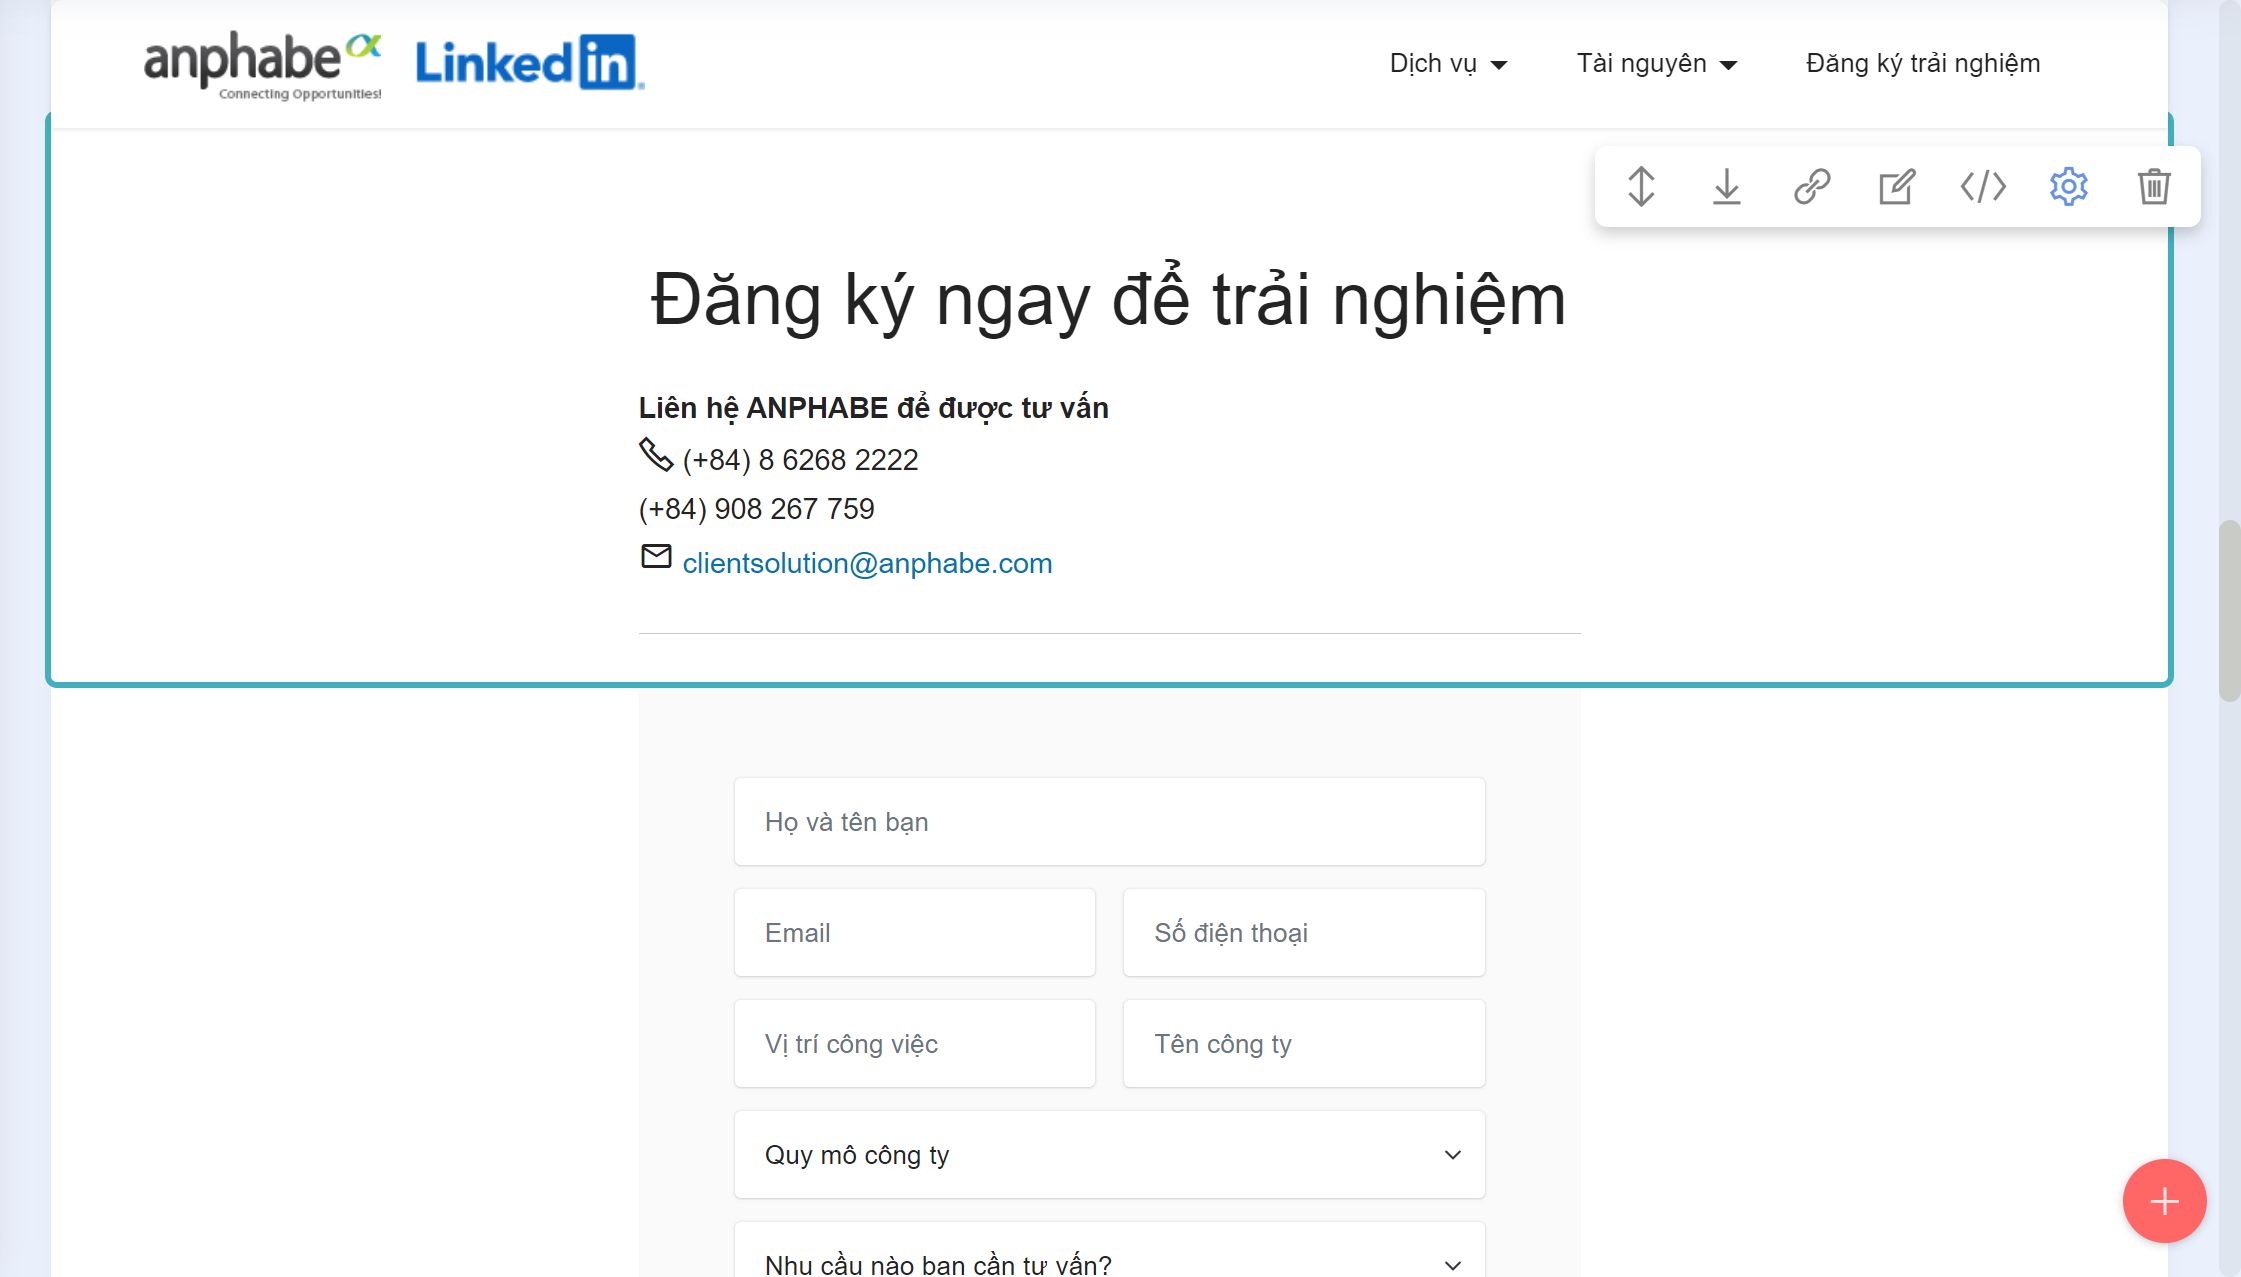 anphabe
Connecting Opportunities!
Linked in
Dịch vụ
Tài nguyên
Đăng ký trải nghiệm
Đăng ký ngay để trải nghiệm
Liên hệ ANPHABE để được tư vấn
(+84) 8 6268 2222
(+84) 908 267 759
clientsolution@anphabe.com
Họ và tên bạn
Email
Số điện thoại
Vị trí công việc
Tên công ty
Quy mô công ty
Nhu cầu nào bạn cần tư vấn?